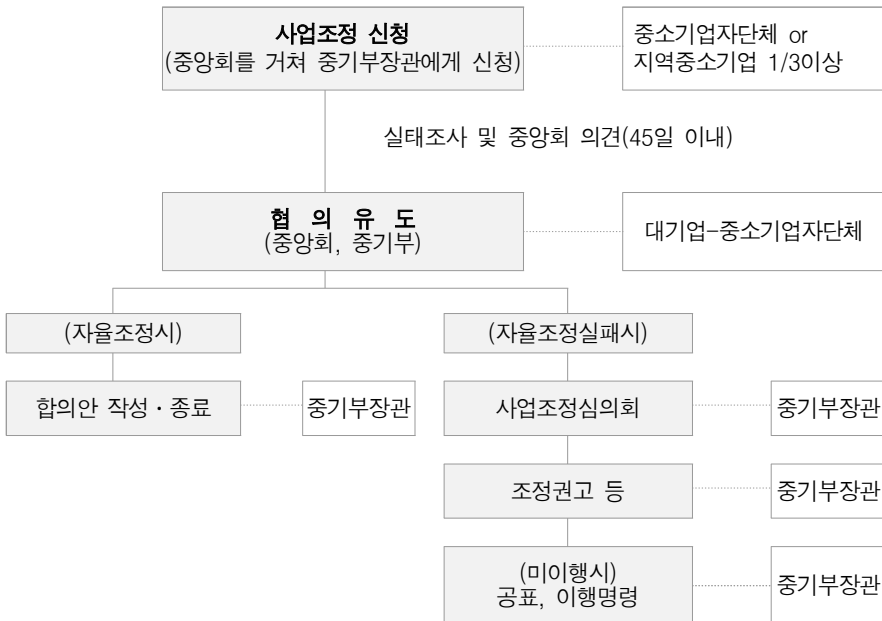 사업조정 신청
(중앙회를 거쳐 중기부장관에게 신청)
중소기업자단체 or
지역중소기업 1/3이상
실태조사 및 중앙회 의견(45일 이내)
협 의 유 도
(중앙회, 중기부)
대기업-중소기업자단체
(자율조정시)
(자율조정실패시)
합의안 작성·종료
중기부장관
사업조정심의회
중기부장관
조정권고 등
중기부장관
(미이행시)
공표, 이행명령
중기부장관